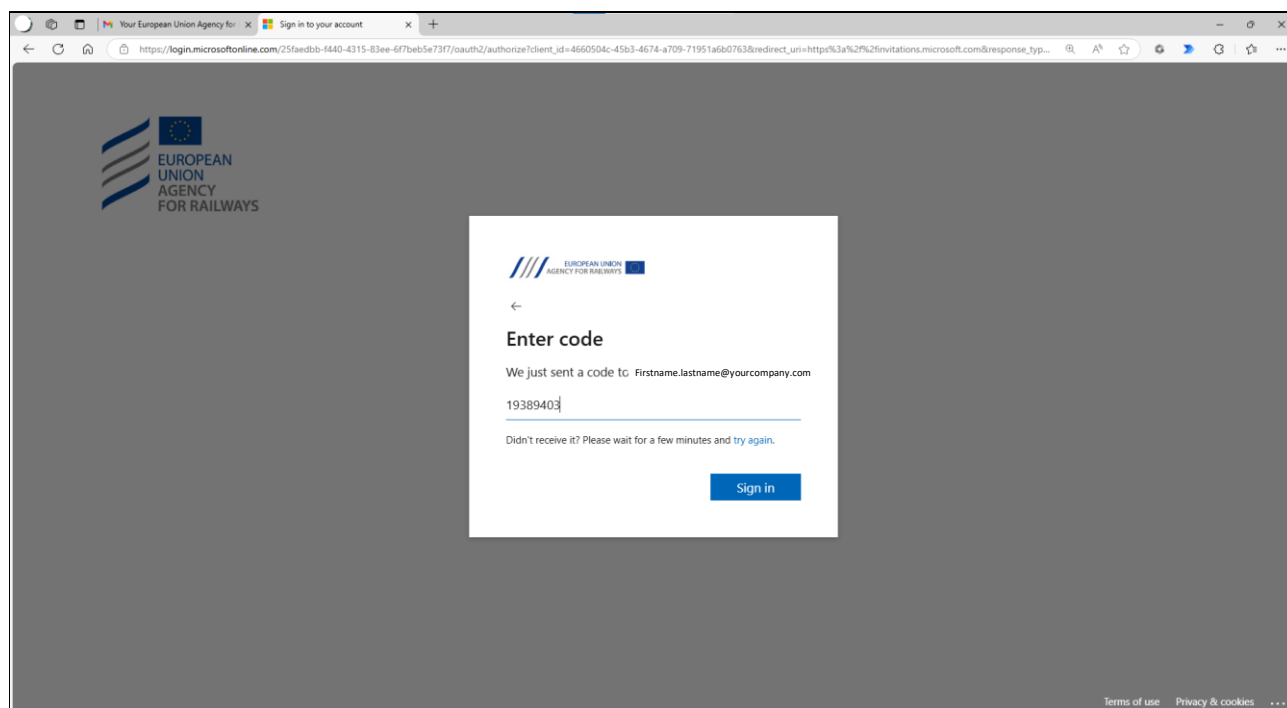 Your European Union Agency for
Sign in to your account
https://login.microsoftonline.com/25faedbb-f440-4315-83ee-6f7beb5e73f7/oauth2/authorize?client_id=4660504c-45b3-4674-a709-71951a6b0763&redirect_uri=https%3a%2f%2finvitations.microsoft.com&response_typ...
EUROPEAN
UNION
AGENCY
FOR RAILWAYS
EUROPEAN UNION
AGENCY FOR RAILWAYS
Enter code
We just sent a code to Firstname.lastname@yourcompany.com
19389403
Didn't receive it? Please wait for a few minutes and try again.
Sign in
Terms of use Privacy & cookies ...